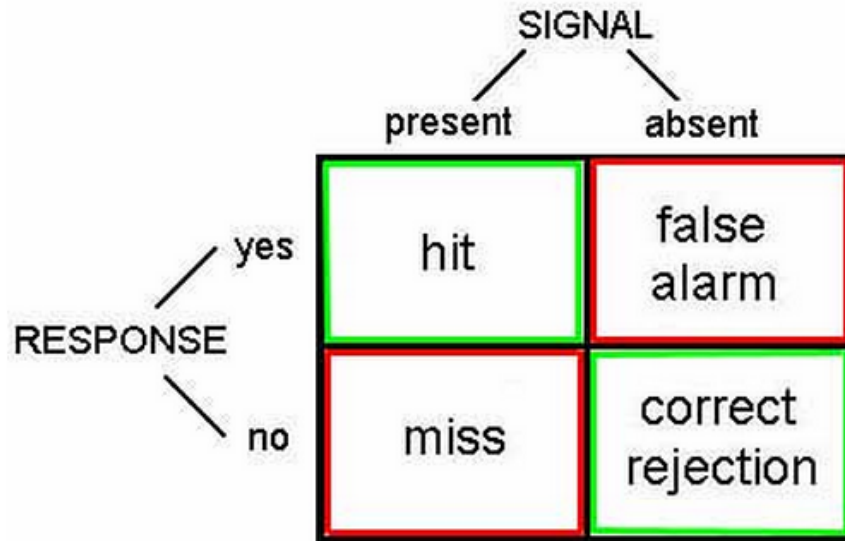 SIGNAL
present absent
yes hit false
alarm
RESPONSE
no miss correct
rejection